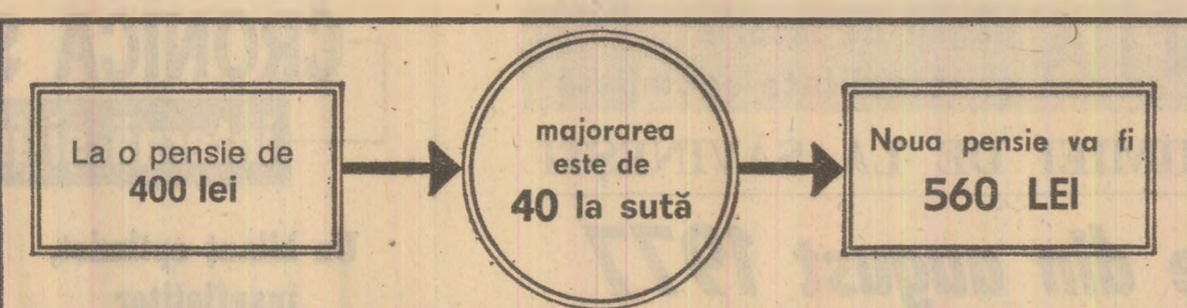 La o pensie de
400 lei
majorarea
este de
40 la sută
Noua pensie va fi
560 LEI